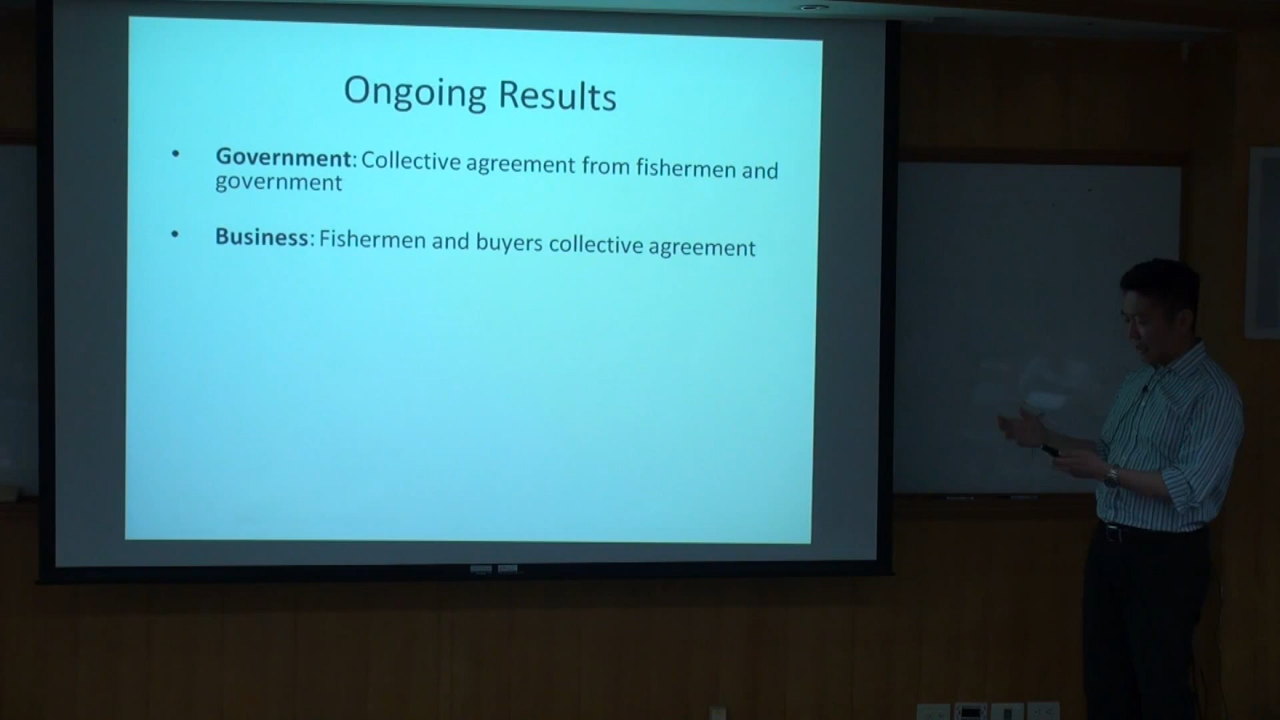 Ongoing Results
• Government: Collective agreement from fishermen and
government
• Business: Fishermen and buyers collective agreement